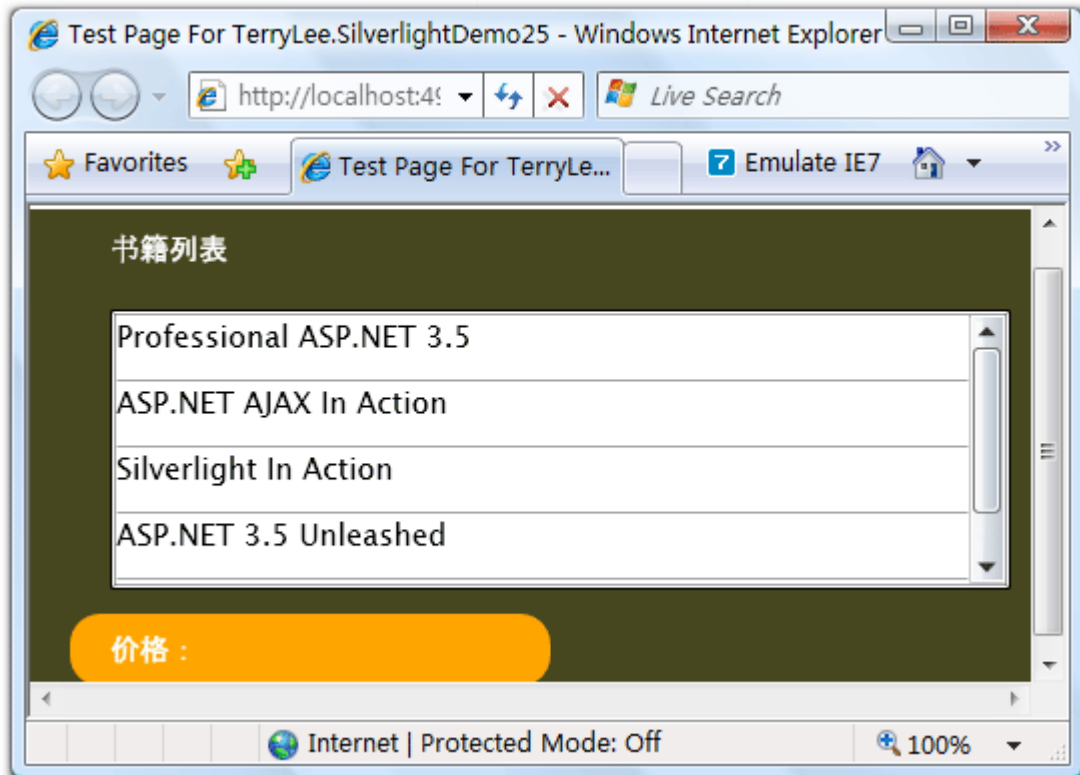 Test Page For TerryLee.SilverlightDemo25 - Windows Internet Explorer
http://localhost:49
Live Search
Favorites
Test Page For TerryLe...
7 Emulate IE7
书籍列表
Professional ASP.NET 3.5
ASP.NET AJAX In Action
Silverlight In Action
ASP.NET 3.5 Unleashed
价格：
Internet | Protected Mode: Off
100%